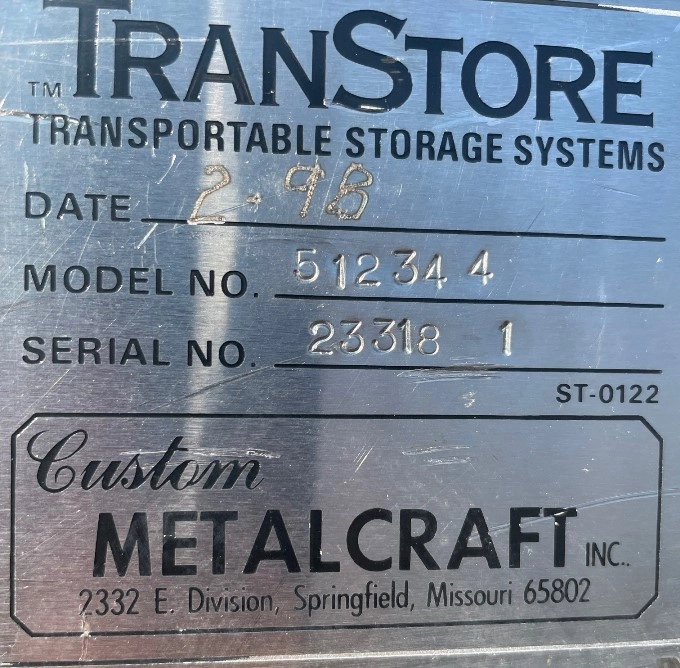 ™ TRANSTORE
TRANSPORTABLE STORAGE SYSTEMS
DATE 2-98
MODEL NO. 51234 4
SERIAL NO. 23318 1
ST-0122
Custom
METALCRAFT INC..
2332 E. Division, Springfield, Missouri 65802